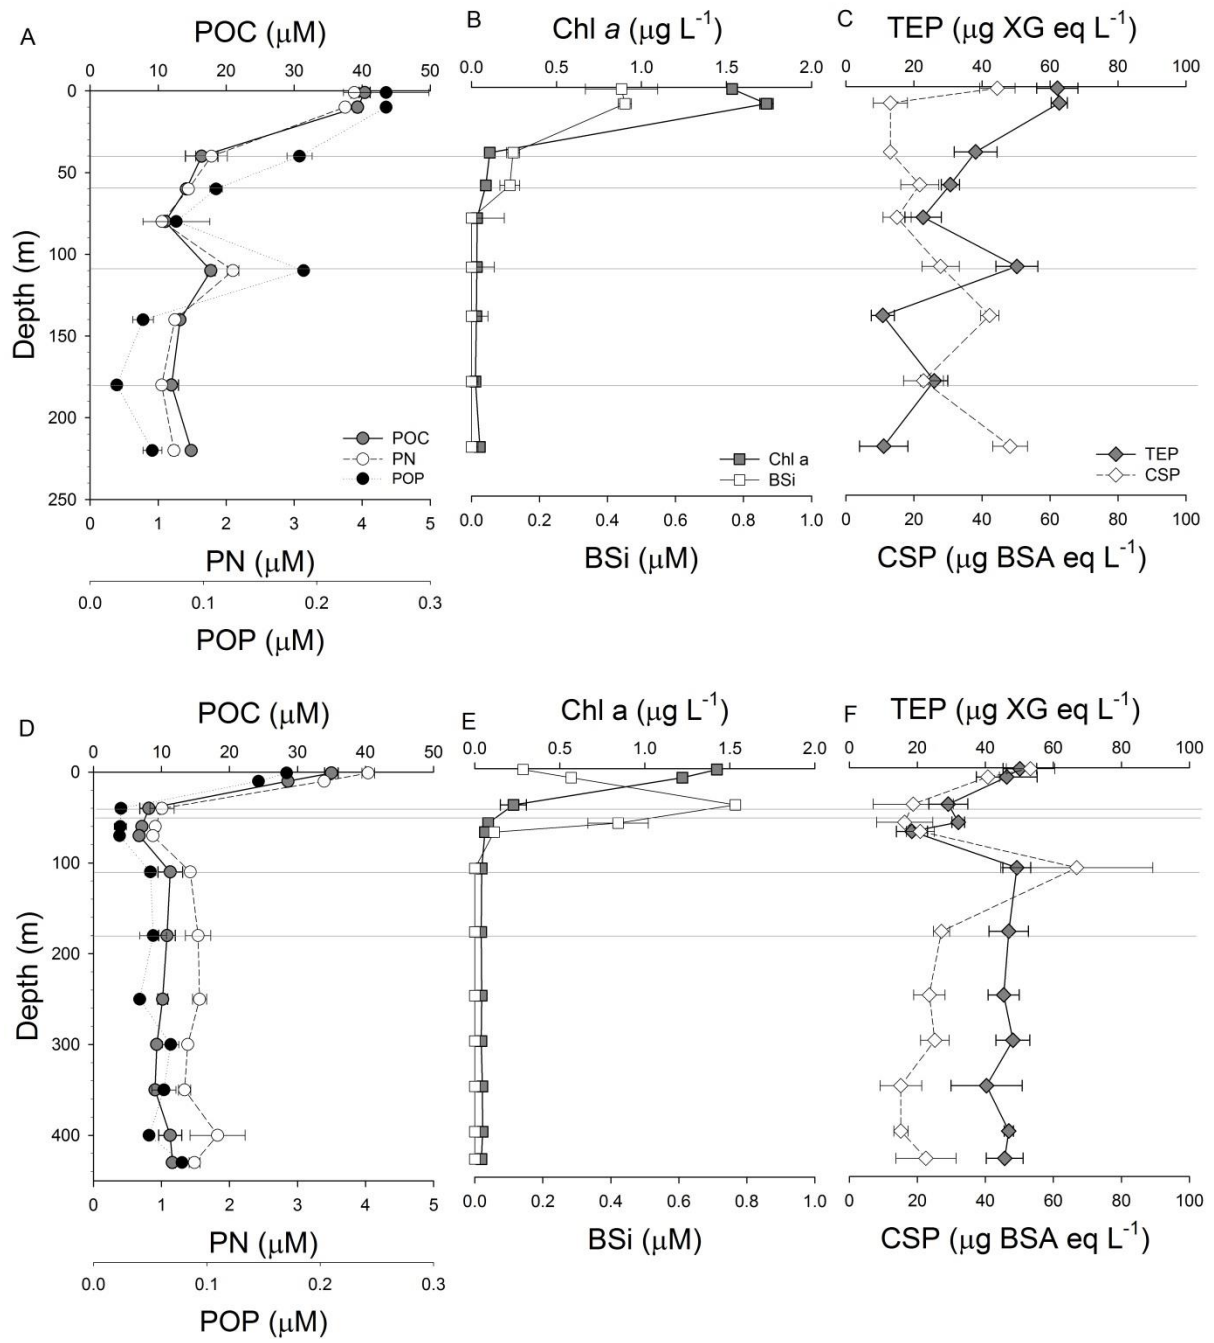 A
POC (μM)
0 10 20 30 40 50
0
50
100
150
200
250
Depth (m)
POC
PN
POP
0 1 2 3 4 5
PN (μM)
0.0 0.1 0.2 0.3
POP (μM)
B
Chl a (μg L-1)
0.0 0.5 1.0 1.5 2.0
Chl a
BSi
0.0 0.2 0.4 0.6 0.8 1.0
BSi (μM)
C
TEP (μg XG eq L-1)
0 20 40 60 80 100
TEP
CSP
0 20 40 60 80 100
CSP (μg BSA eq L-1)
D
POC (μM)
0 10 20 30 40 50
0
100
200
300
400
Depth (m)
0 1 2 3 4 5
PN (μM)
0.0 0.1 0.2 0.3
POP (μM)
E
Chl a (μg L-1)
0.0 0.5 1.0 1.5 2.0
0.0 0.2 0.4 0.6 0.8 1.0
BSi (μM)
F
TEP (μg XG eq L-1)
0 20 40 60 80 100
0 20 40 60 80 100
CSP (μg BSA eq L-1)